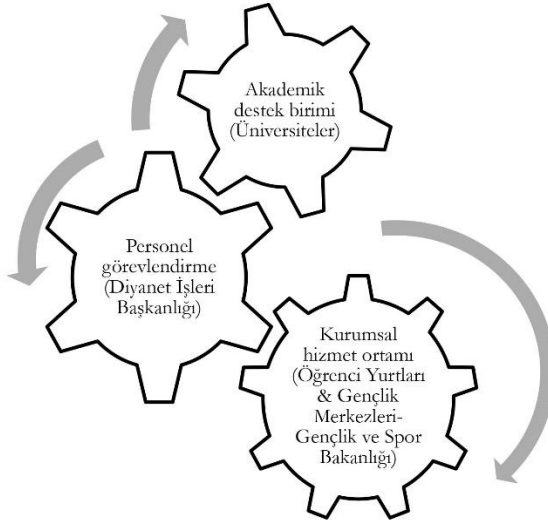 Akademik
destek birimi
(Üniversiteler)
Personel
görevlendirme
(Diyanet İşleri
Başkanlığı)
Kurumsal
hizmet ortamı
(Öğrenci Yurtları
& Gençlik
Merkezleri-
Gençlik ve Spor
Bakanlığı)